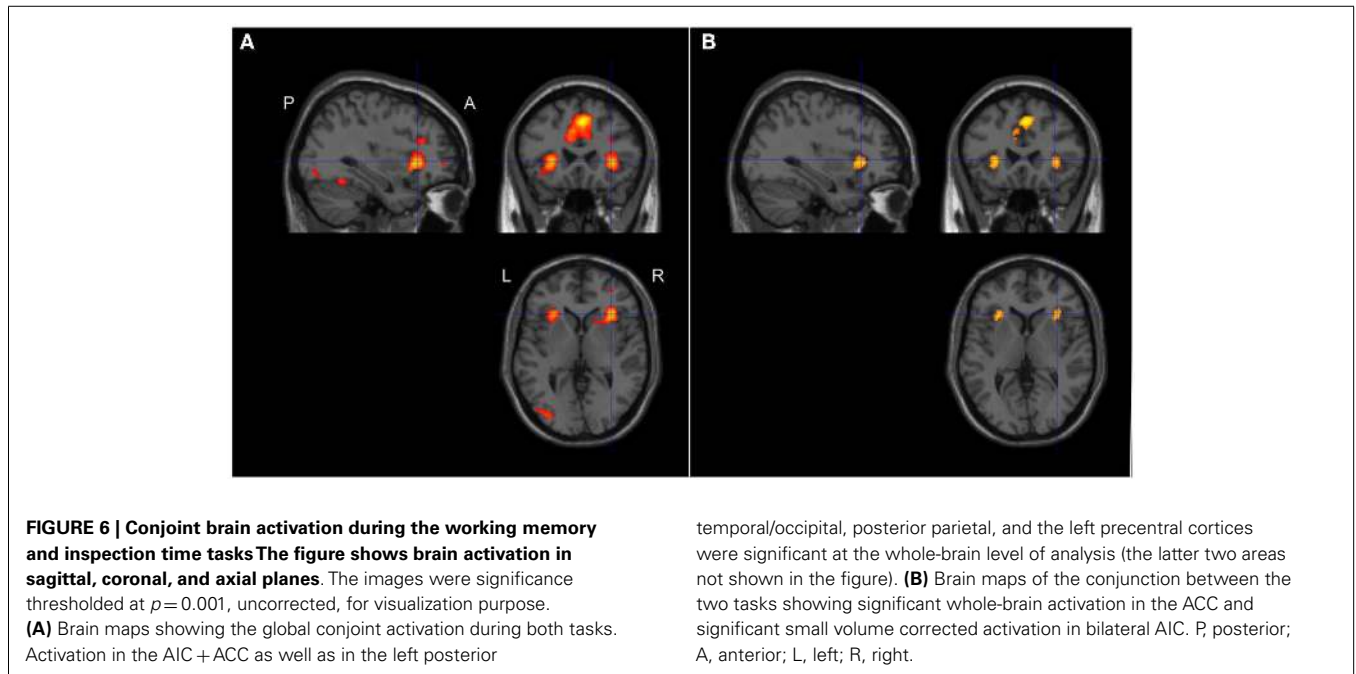 A
B
P
A
L
R
FIGURE 6 | Conjoint brain activation during the working memory
and inspection time tasks The figure shows brain activation in
sagittal, coronal, and axial planes. The images were significance
thresholded at p = 0.001, uncorrected, for visualization purpose.
(A) Brain maps showing the global conjoint activation during both tasks.
Activation in the AIC + ACC as well as in the left posterior
temporal/occipital, posterior parietal, and the left precentral cortices
were significant at the whole-brain level of analysis (the latter two areas
not shown in the figure). (B) Brain maps of the conjunction between the
two tasks showing significant whole-brain activation in the ACC and
significant small volume corrected activation in bilateral AIC. P, posterior;
A, anterior; L, left; R, right.